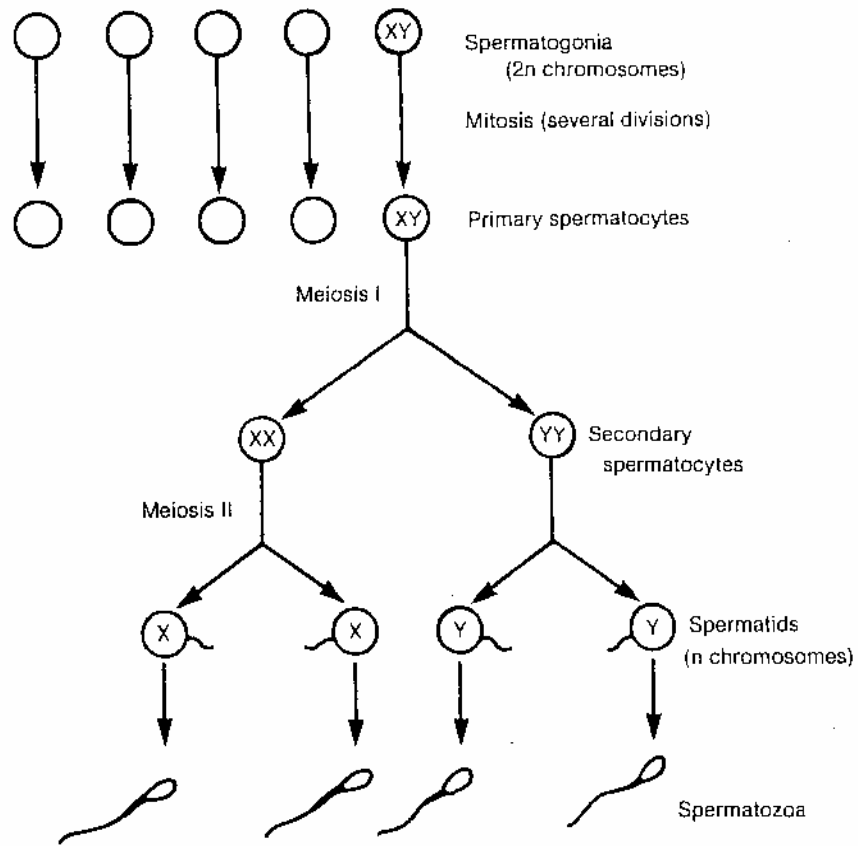 XY
Spermatogonia
(2n chromosomes)
Mitosis (several divisions)
XY
Primary spermatocytes
Meiosis I
XX
YY
Secondary
spermatocytes
Meiosis II
X
X
Y
Y
Spermatids
(n chromosomes)
Spermatozoa